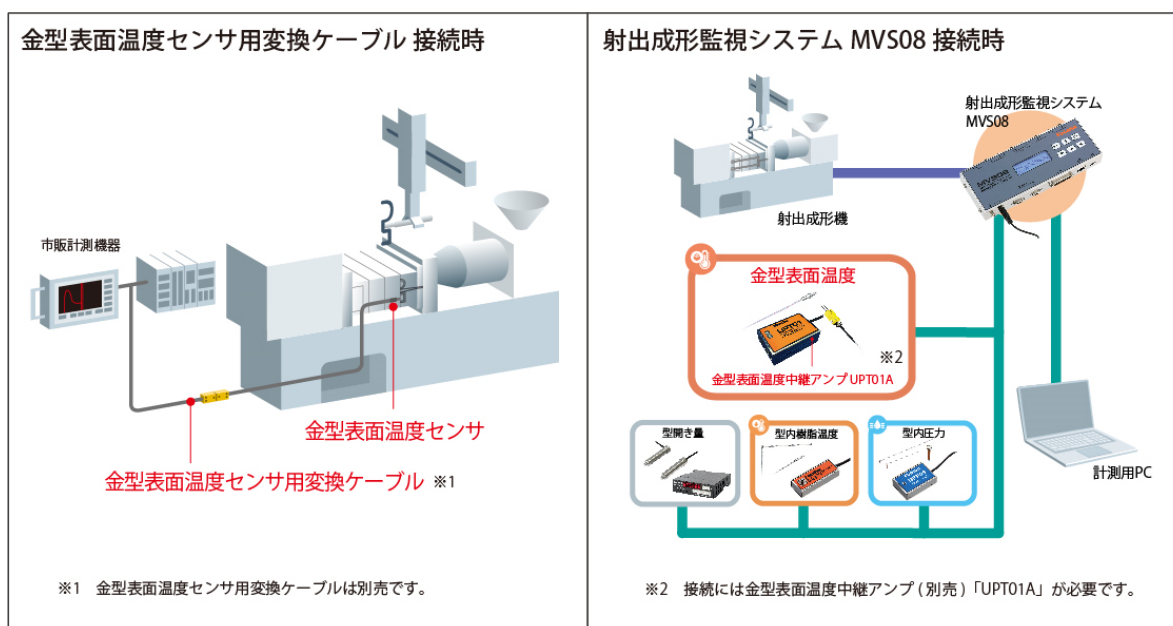 金型表面温度センサ用変換ケーブル 接続時
市販計測機器
金型表面温度センサ
金型表面温度センサ用変換ケーブル ※1
※1 金型表面温度センサ用変換ケーブルは別売です。
射出成形監視システム MVS08 接続時
射出成形監視システム
MVS08
MVS08
射出成形機
金型表面温度
UPT01
※2
金型表面温度中継アンプ UPT01A
型開き量
型内樹脂温度
型内圧力
計測用PC
※2 接続には金型表面温度中継アンプ ( 別売 ) 「UPT01A」が必要です。